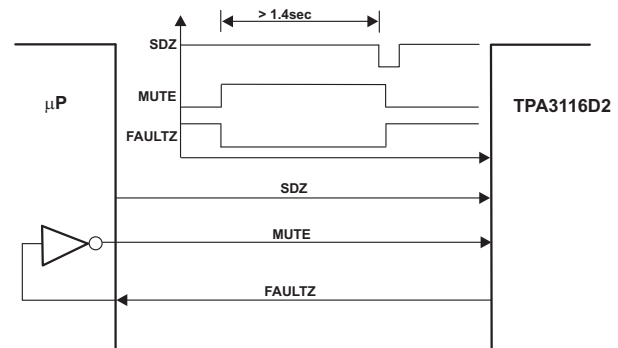 > 1.4sec
SDZ
MUTE
FAULTZ
μP
TPA3116D2
SDZ
MUTE
FAULTZ